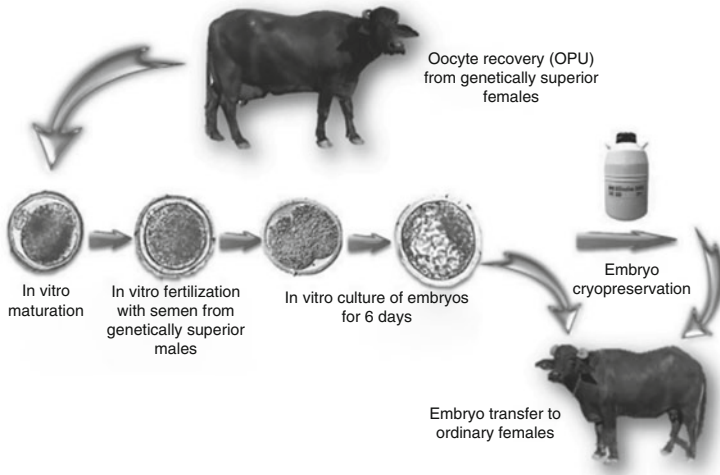 Oocyte recovery (OPU)
from genetically superior
females
In vitro
maturation
In vitro fertilization
with semen from
genetically superior
males
In vitro culture of embryos
for 6 days
Embryo
cryopreservation
Embryo transfer to
ordinary females